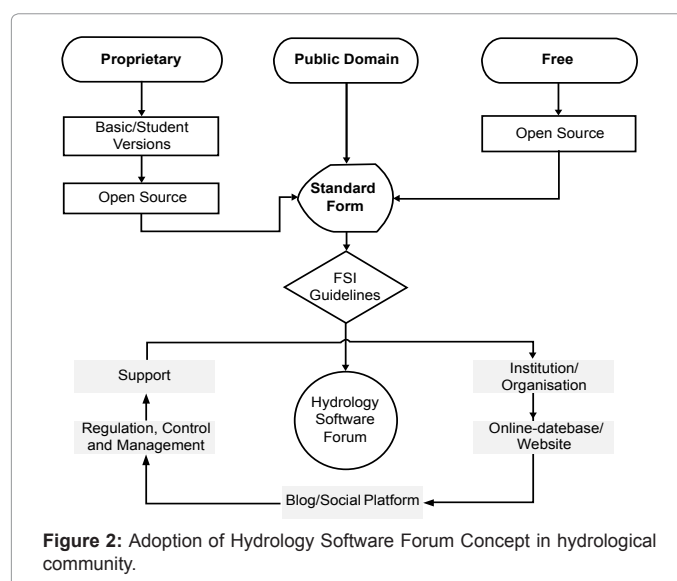 Proprietary
Public Domain
Free
Basic/Student
Versions
Open Source
Open Source
Standard
Form
FSI
Guidelines
Support
Institution/
Organisation
Hydrology
Software
Forum
Regulation, Control
and Management
Online-datebase/
Website
Blog/Social Platform
Figure 2: Adoption of Hydrology Software Forum Concept in hydrological
community.